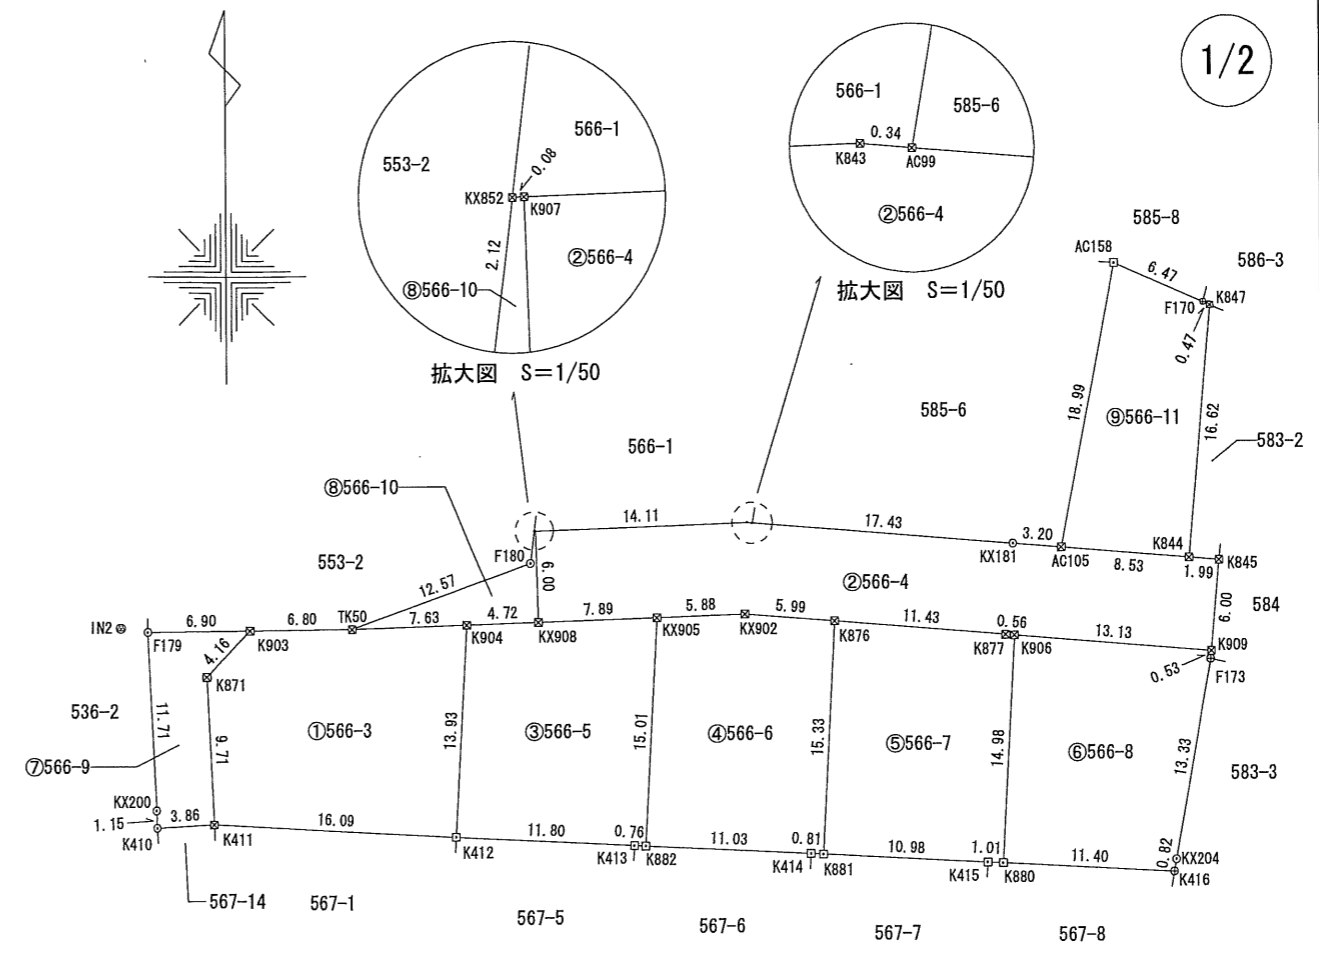 1/2
553-2
566-1
0.08
KX852
K907
2.12
②566-4
⑧566-10
拡大図 S=1/50
566-1
585-6
0.34
K843
AC99
②566-4
拡大図 S=1/50
585-8
AC158
6.47
586-3
F170
K847
0.47
18.99
⑨566-11
16.62
583-2
585-6
566-1
⑧566-10
14.11
17.43
3.20
KX181
AC105
8.53
K844
1.99
K845
553-2
F180
6.00
12.57
②566-4
6.00
584
IN2
F179
6.90
K903
6.80
TK50
7.63
K904
4.72
KX908
7.89
KX905
5.88
KX902
5.99
K876
11.43
K877
0.56
K906
13.13
K909
0.53
F173
4.16
K871
536-2
11.71
9.71
①566-3
13.93
③566-5
15.01
④566-6
15.33
⑤566-7
14.98
⑥566-8
13.33
583-3
⑦566-9
KX200
1.15
K410
3.86
K411
16.09
K412
11.80
0.76
K413
K882
11.03
0.81
K414
K881
10.98
1.01
K415
K880
11.40
0.82
KX204
K416
567-14
567-1
567-5
567-6
567-7
567-8